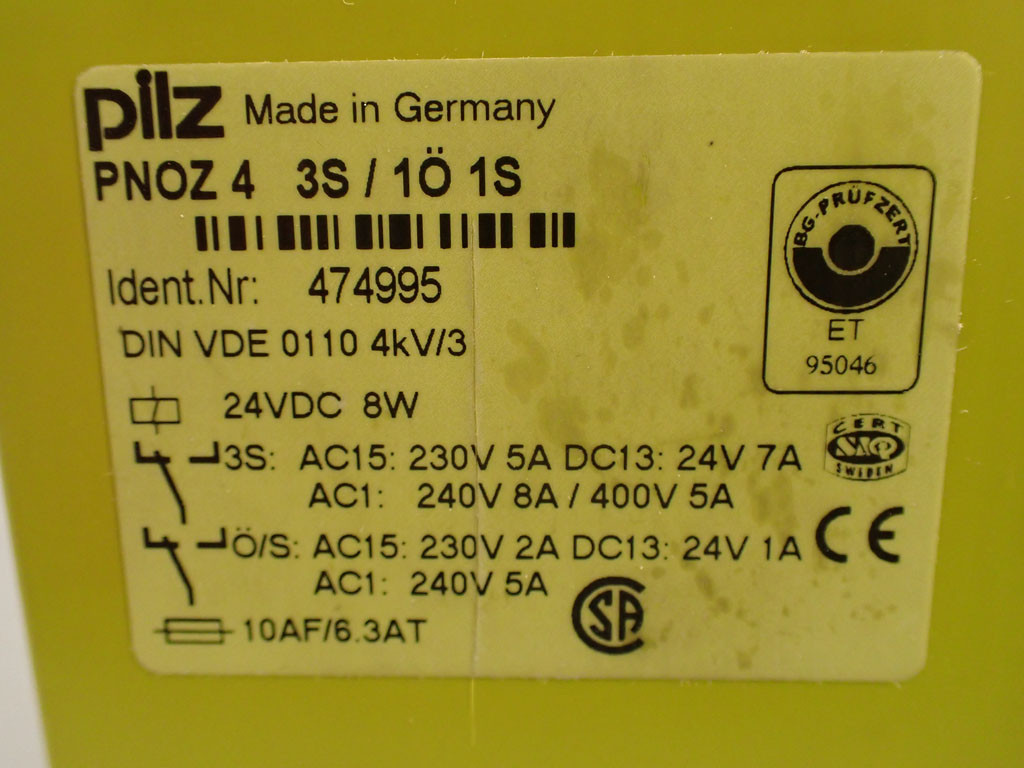 pilz Made in Germany
PNOZ 4 3S / 1Ö 1S
Ident.Nr: 474995
DIN VDE 0110 4kV/3
24VDC 8W
3S: AC15: 230V 5A DC13: 24V 7A
AC1: 240V 8A / 400V 5A
Ö/S: AC15: 230V 2A DC13: 24V 1A
AC1: 240V 5A
10AF/6.3AT
BG-PRÜFZERT
ET
95046
CERT
SWEDEN
CE
CSA